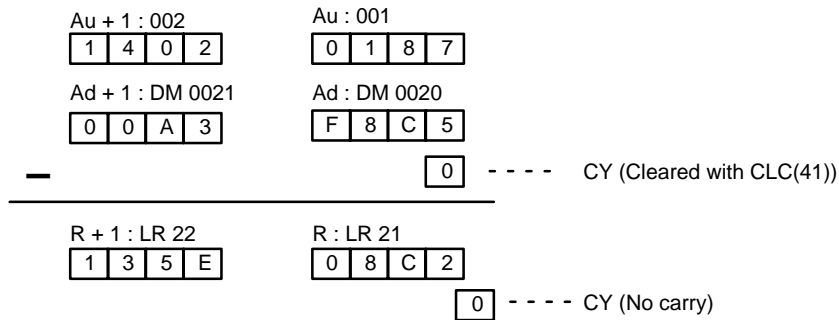 Au + 1 : 002 Au : 001
1 4 0 2 0 1 8 7
Ad + 1 : DM 0021 Ad : DM 0020
0 0 A 3 F 8 C 5
– 0 - - - - CY (Cleared with CLC(41))
R + 1 : LR 22 R : LR 21
1 3 5 E 0 8 C 2
0 - - - - CY (No carry)